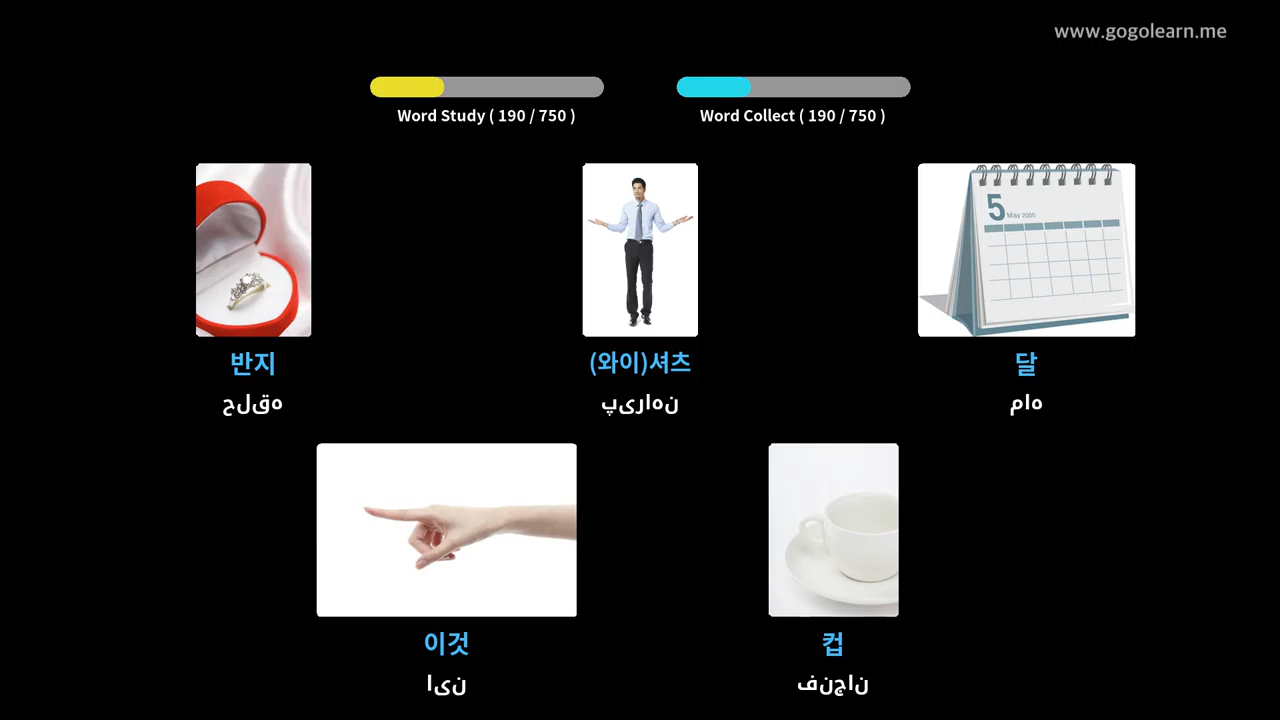 www.gogolearn.me
Word Study ( 190 / 750 )
Word Collect ( 190 / 750 )
반지
(와이)셔츠
달
حلقه
پیراهن
ماه
이것
컵
این
فنجان